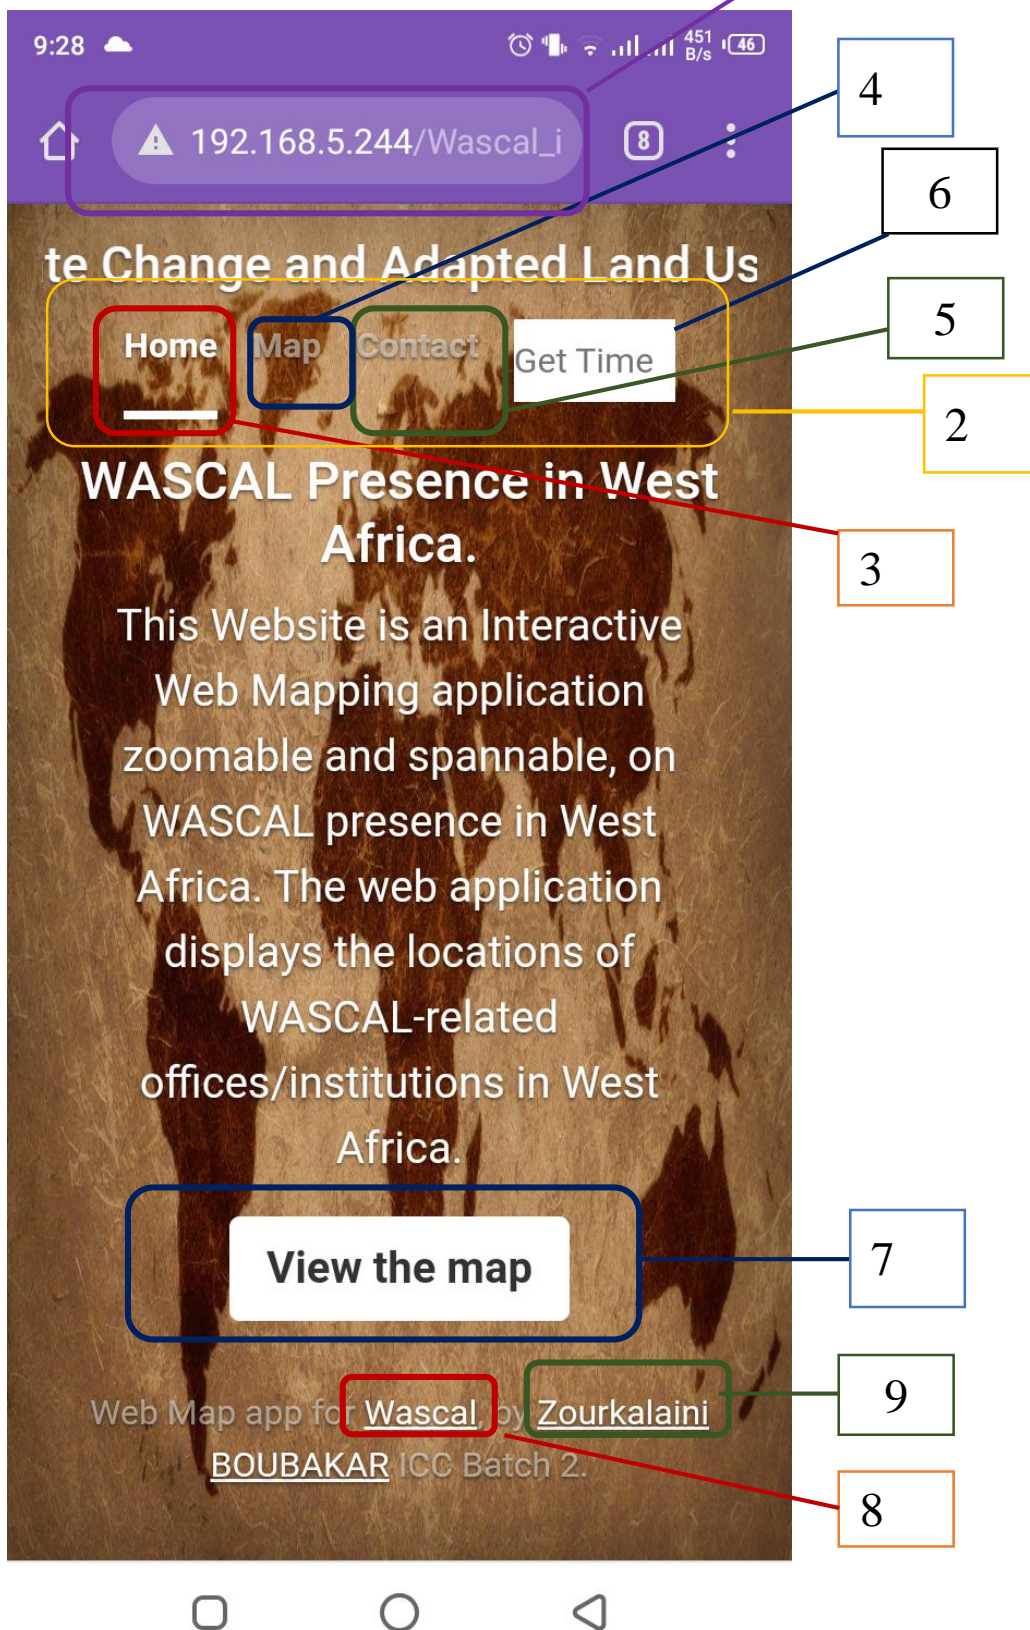 9:28
451
B/s
46
192.168.5.244/Wascal_i
8
4
6
te Change and Adapted Land Us
5
Home Map Contact Get Time
2
WASCAL Presence in West
Africa.
3
This Website is an Interactive
Web Mapping application
zoomable and spannable, on
WASCAL presence in West
Africa. The web application
displays the locations of
WASCAL-related
offices/institutions in West
Africa.
View the map
7
9
Web Map app for Wascal, by Zourkalaini
BOUBAKAR ICC Batch 2.
8